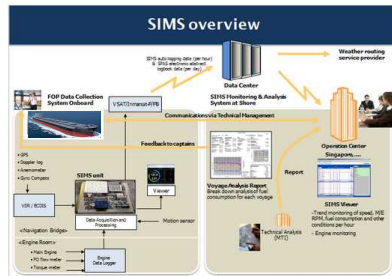 SIMS overview
SIMS auto logging data (per hour)
& SPAS electronic abstract
logbook data (per day)
Weather routing
service provider
Data Center
FOP Data Collection
System Onboard
VSAT/Inmarsat-F/FB
SIMS Monitoring & Analysis
System at Shore
Communications via Technical Management
Operation Center
Singapore, ....
Feedback to captains
• GPS
• Doppler log
• Anemometer
• Gyro Compass
SIMS unit
Viewer
Voyage Analysis Report
Break down analysis of fuel
consumption for each voyage
Report
SIMS Viewer
-Trend monitoring of speed, M/E
RPM, fuel consumption and other
conditions per hour
- Engine monitoring
VDR / ECDIS
Data Acquisition and
Processing
Motion sensor
<Navigation Bridge>
<Engine Room>
• Main Engine
• FO flow meter
• Torque meter
Engine
Data Logger
Technical Analysis
(MTI)